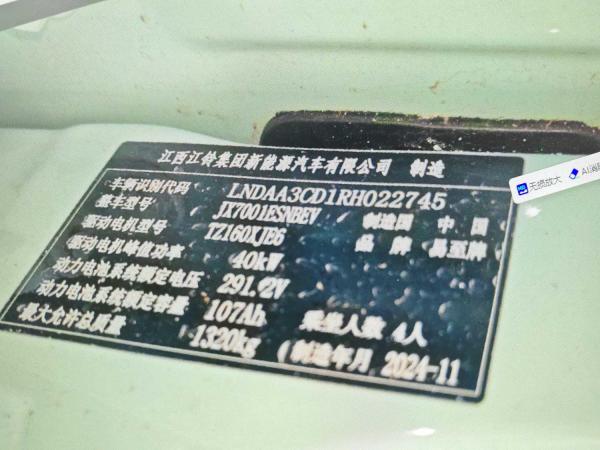 江西江铃集团新能源汽车有限公司 制造
车辆识别代码 LNDAA3CD1RH022745
整车型号 JX7001ESNBEV 制造国 中国
驱动电机型号 TZ160XJE6 品牌 易至牌
驱动电机峰值功率 40kW
动力电池系统额定电压 291.2V
动力电池系统额定容量 107Ah 乘坐人数 4人
最大允许总质量 1320kg 制造年月 2024-11
无损放大